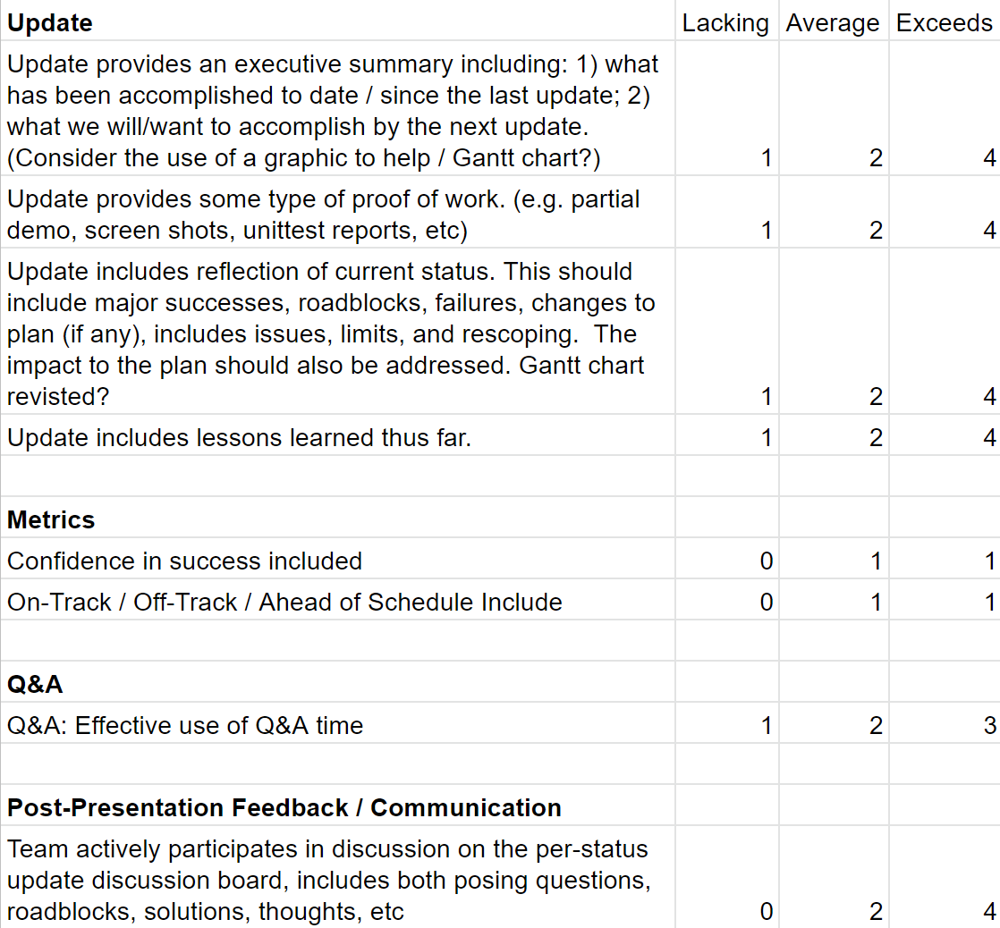 Update Lacking Average Exceeds
Update provides an executive summary including: 1) what
has been accomplished to date / since the last update; 2)
what we will/want to accomplish by the next update.
(Consider the use of a graphic to help / Gantt chart?) 1 2 4
Update provides some type of proof of work. (e.g. partial
demo, screen shots, unittest reports, etc) 1 2 4
Update includes reflection of current status. This should
include major successes, roadblocks, failures, changes to
plan (if any), includes issues, limits, and rescoping.  The
impact to the plan should also be addressed. Gantt chart
revisted? 1 2 4
Update includes lessons learned thus far. 1 2 4
Metrics
Confidence in success included 0 1 1
On-Track / Off-Track / Ahead of Schedule Include 0 1 1
Q&A
Q&A: Effective use of Q&A time 1 2 3
Post-Presentation Feedback / Communication
Team actively participates in discussion on the per-status
update discussion board, includes both posing questions,
roadblocks, solutions, thoughts, etc 0 2 4